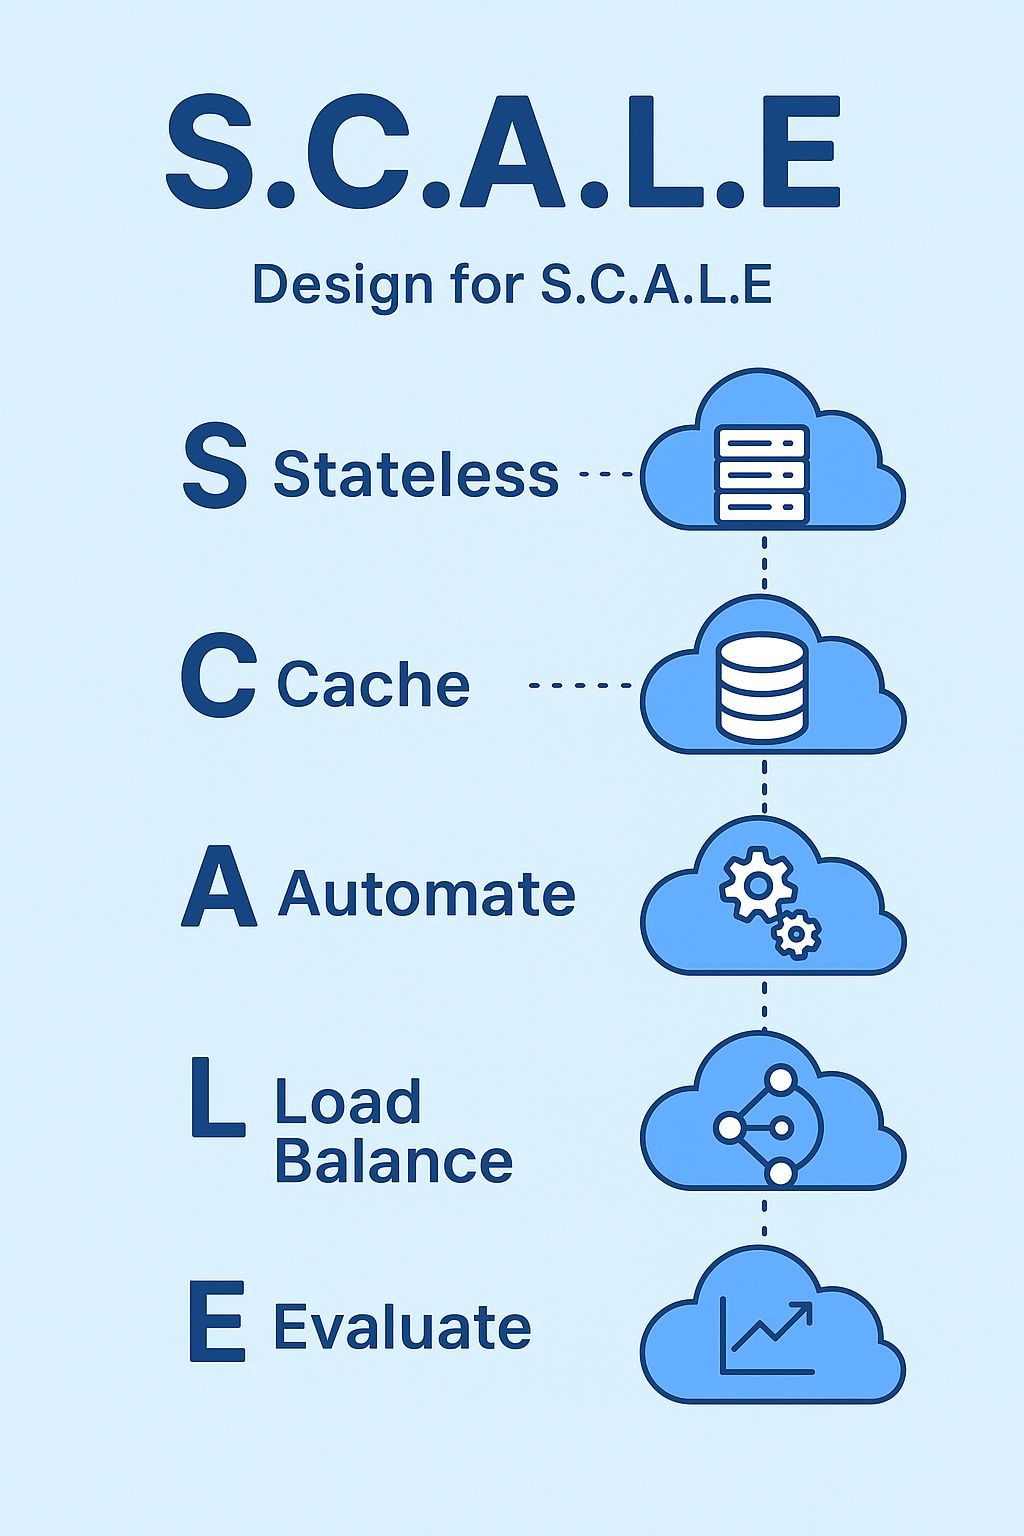 S.C.A.L.E
Design for S.C.A.L.E
S Stateless
C Cache
A Automate
L Load
Balance
E Evaluate